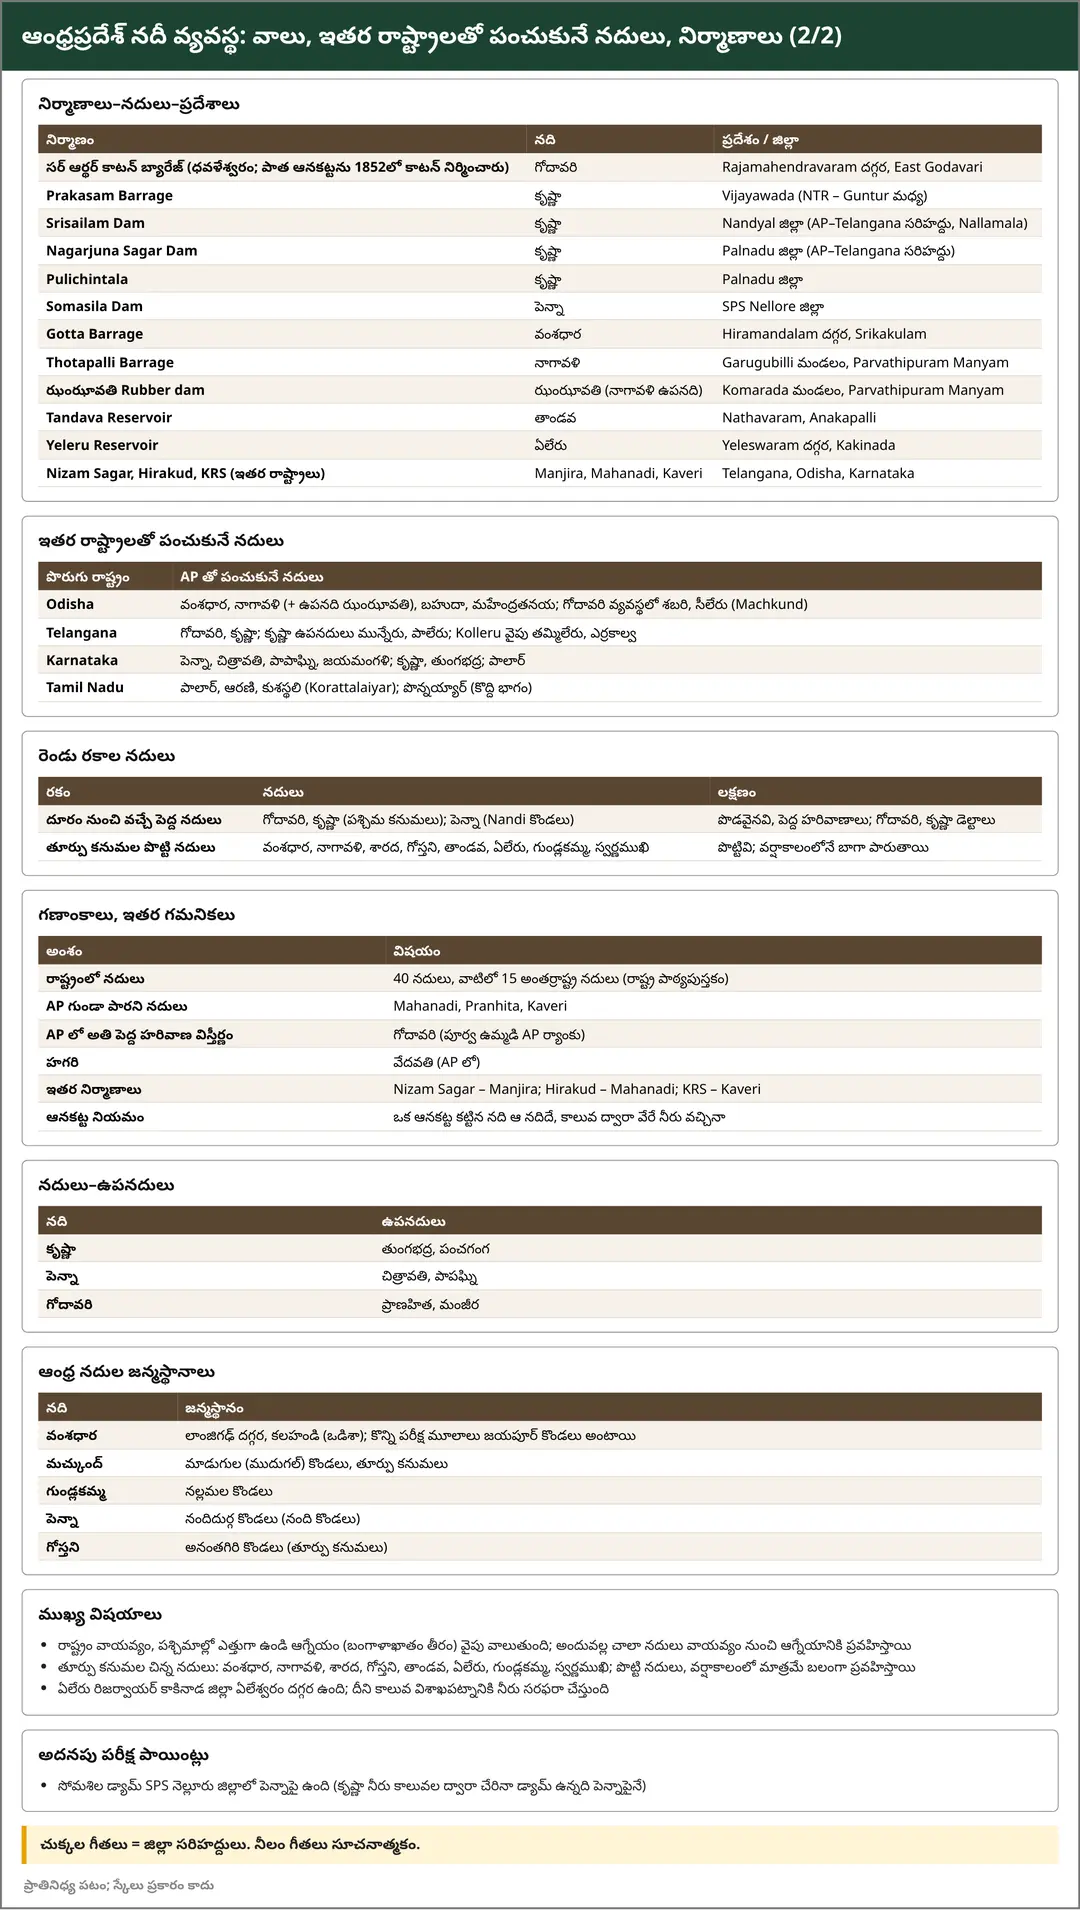 ఆంధ్రప్రదేశ్ నదీ వ్యవస్థ: వాలు, ఇతర రాష్ట్రాలతో పంచుకునే నదులు, నిర్మాణాలు (2/2)
నిర్మాణాలు–నదులు–ప్రదేశాలు
నిర్మాణం నది ప్రదేశం / జిల్లా
సర్ ఆర్థర్ కాటన్ బ్యారేజ్ (ధవళేశ్వరం; పాత ఆనకట్టను 1852లో కాటన్ నిర్మించారు) గోదావరి Rajamahendravaram దగ్గర, East Godavari
Prakasam Barrage కృష్ణా Vijayawada (NTR – Guntur మధ్య)
Srisailam Dam కృష్ణా Nandyal జిల్లా (AP–Telangana సరిహద్దు, Nallamala)
Nagarjuna Sagar Dam కృష్ణా Palnadu జిల్లా (AP–Telangana సరిహద్దు)
Pulichintala కృష్ణా Palnadu జిల్లా
Somasila Dam పెన్నా SPS Nellore జిల్లా
Gotta Barrage వంశధార Hiramandalam దగ్గర, Srikakulam
Thotapalli Barrage నాగావళి Garugubilli మండలం, Parvathipuram Manyam
ఝంఝావతి Rubber dam ఝంఝావతి (నాగావళి ఉపనది) Komarada మండలం, Parvathipuram Manyam
Tandava Reservoir తాండవ Nathavaram, Anakapalli
Yeleru Reservoir ఏలేరు Yeleswaram దగ్గర, Kakinada
Nizam Sagar, Hirakud, KRS (ఇతర రాష్ట్రాలు) Manjira, Mahanadi, Kaveri Telangana, Odisha, Karnataka
ఇతర రాష్ట్రాలతో పంచుకునే నదులు
పొరుగు రాష్ట్రం AP తో పంచుకునే నదులు
Odisha వంశధార, నాగావళి (+ ఉపనది ఝంఝావతి), బహుదా, మహేంద్రతనయ; గోదావరి వ్యవస్థలో శబరి, సీలేరు (Machkund)
Telangana గోదావరి, కృష్ణా; కృష్ణా ఉపనదులు మున్నేరు, పాలేరు; Kolleru వైపు తమ్మిలేరు, ఎర్రకాల్వ
Karnataka పెన్నా, చిత్రావతి, పాపాఘ్ని, జయమంగళి; కృష్ణా, తుంగభద్ర; పాలార్
Tamil Nadu పాలార్, ఆరణి, కుశస్థలి (Korattalaiyar); పొన్నయ్యార్ (కొద్ది భాగం)
రెండు రకాల నదులు
రకం నదులు లక్షణం
దూరం నుంచి వచ్చే పెద్ద నదులు గోదావరి, కృష్ణా (పశ్చిమ కనుమలు); పెన్నా (Nandi కొండలు) పొడవైనవి, పెద్ద హరివాణాలు; గోదావరి, కృష్ణా డెల్టాలు
తూర్పు కనుమల పొట్టి నదులు వంశధార, నాగావళి, శారద, గోస్తని, తాండవ, ఏలేరు, గుండ్లకమ్మ, స్వర్ణముఖి పొట్టివి; వర్షాకాలంలోనే బాగా పారుతాయి
గణాంకాలు, ఇతర గమనికలు
అంశం విషయం
రాష్ట్రంలో నదులు 40 నదులు, వాటిలో 15 అంతర్రాష్ట్ర నదులు (రాష్ట్ర పాఠ్యపుస్తకం)
AP గుండా పారని నదులు Mahanadi, Pranhita, Kaveri
AP లో అతి పెద్ద హరివాణ విస్తీర్ణం గోదావరి (పూర్వ ఉమ్మడి AP ర్యాంకు)
హగరి వేదవతి (AP లో)
ఇతర నిర్మాణాలు Nizam Sagar – Manjira; Hirakud – Mahanadi; KRS – Kaveri
ఆనకట్ట నియమం ఒక ఆనకట్ట కట్టిన నది ఆ నదిదే, కాలువ ద్వారా వేరే నీరు వచ్చినా
నదులు–ఉపనదులు
నది ఉపనదులు
కృష్ణా తుంగభద్ర, పంచగంగ
పెన్నా చిత్రావతి, పాపఘ్ని
గోదావరి ప్రాణహిత, మంజీర
ఆంధ్ర నదుల జన్మస్థానాలు
నది జన్మస్థానం
వంశధార లాంజిగఢ్ దగ్గర, కలహండి (ఒడిశా); కొన్ని పరీక్ష మూలాలు జయపూర్ కొండలు అంటాయి
మచ్కుంద్ మాడుగుల (ముదుగల్) కొండలు, తూర్పు కనుమలు
గుండ్లకమ్మ నల్లమల కొండలు
పెన్నా నందిదుర్గ కొండలు (నంది కొండలు)
గోస్తని అనంతగిరి కొండలు (తూర్పు కనుమలు)
ముఖ్య విషయాలు
• రాష్ట్రం వాయవ్యం, పశ్చిమాల్లో ఎత్తుగా ఉండి ఆగ్నేయం (బంగాళాఖాతం తీరం) వైపు వాలుతుంది; అందువల్ల చాలా నదులు వాయవ్యం నుంచి ఆగ్నేయానికి ప్రవహిస్తాయి
• తూర్పు కనుమల చిన్న నదులు: వంశధార, నాగావళి, శారద, గోస్తని, తాండవ, ఏలేరు, గుండ్లకమ్మ, స్వర్ణముఖి; పొట్టి నదులు, వర్షాకాలంలో మాత్రమే బలంగా ప్రవహిస్తాయి
• ఏలేరు రిజర్వాయర్ కాకినాడ జిల్లా ఏలేశ్వరం దగ్గర ఉంది; దీని కాలువ విశాఖపట్నానికి నీరు సరఫరా చేస్తుంది
అదనపు పరీక్ష పాయింట్లు
• సోమశిల డ్యామ్ SPS నెల్లూరు జిల్లాలో పెన్నాపై ఉంది (కృష్ణా నీరు కాలువల ద్వారా చేరినా డ్యామ్ ఉన్నది పెన్నాపైనే)
చుక్కల గీతలు = జిల్లా సరిహద్దులు. నీలం గీతలు సూచనాత్మకం.
ప్రాతినిధ్య పటం; స్కేలు ప్రకారం కాదు